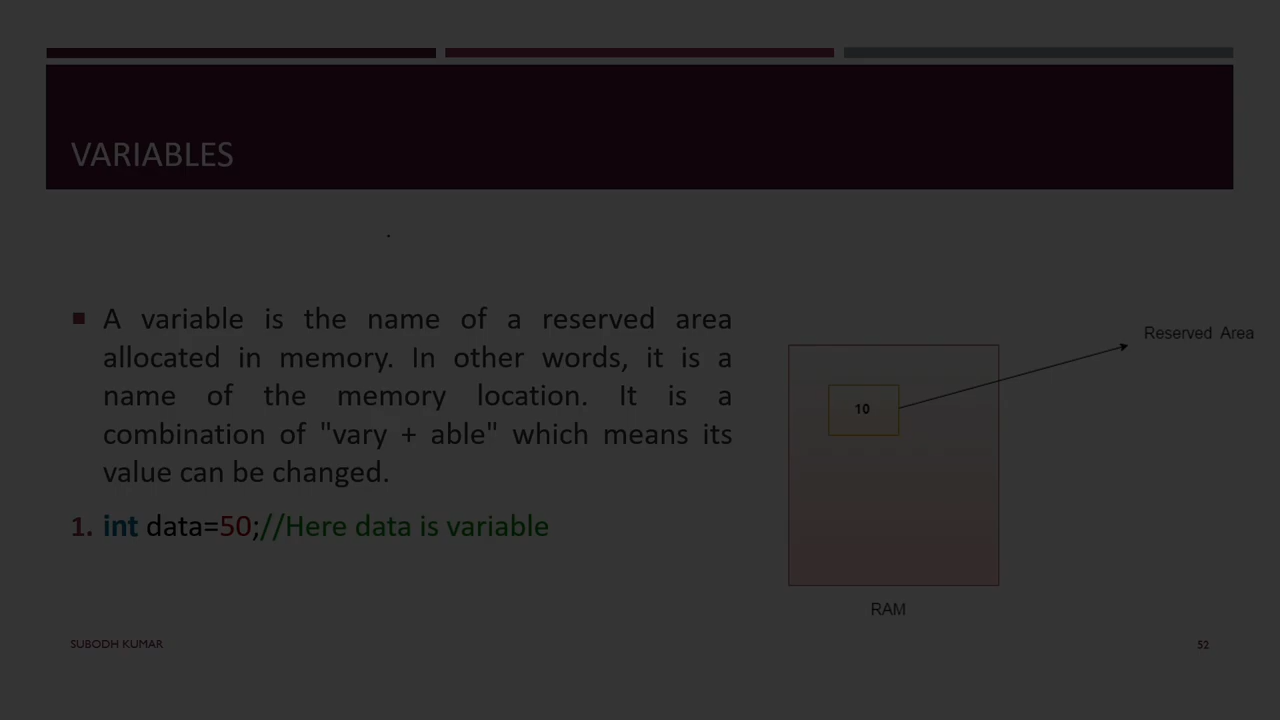 VARIABLES
A variable is the name of a reserved area
allocated in memory. In other words, it is a
name of the memory location. It is a
combination of "vary + able" which means its
value can be changed.
1. int data=50;//Here data is variable
Reserved Area
10
RAM
SUBODH KUMAR
52